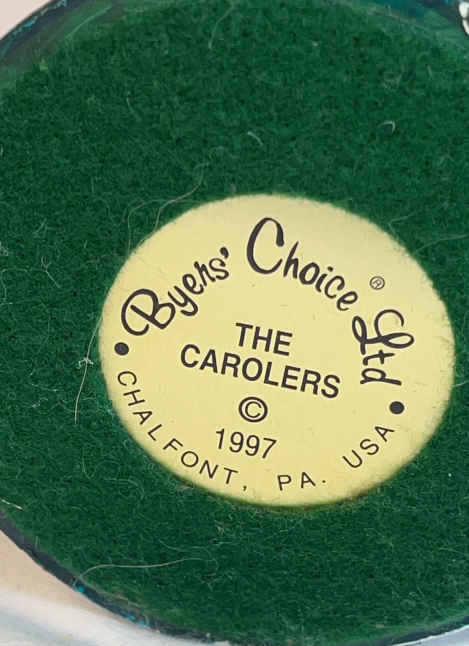 Byers' Choice® Ltd
THE
CAROLERS
©
1997
• CHALFONT, PA. USA •